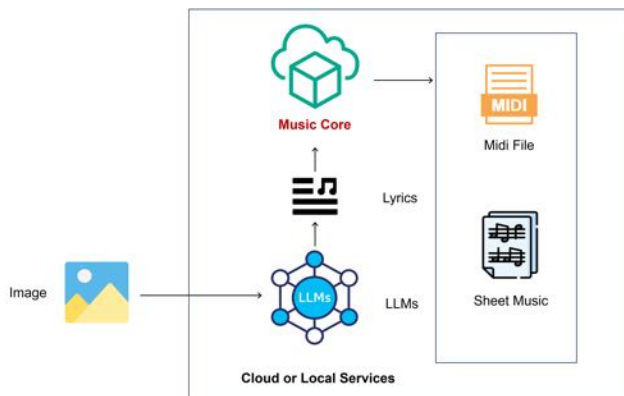 Music Core
MIDI
Midi File
Lyrics
Image
LLMs
LLMs
Sheet Music
Cloud or Local Services